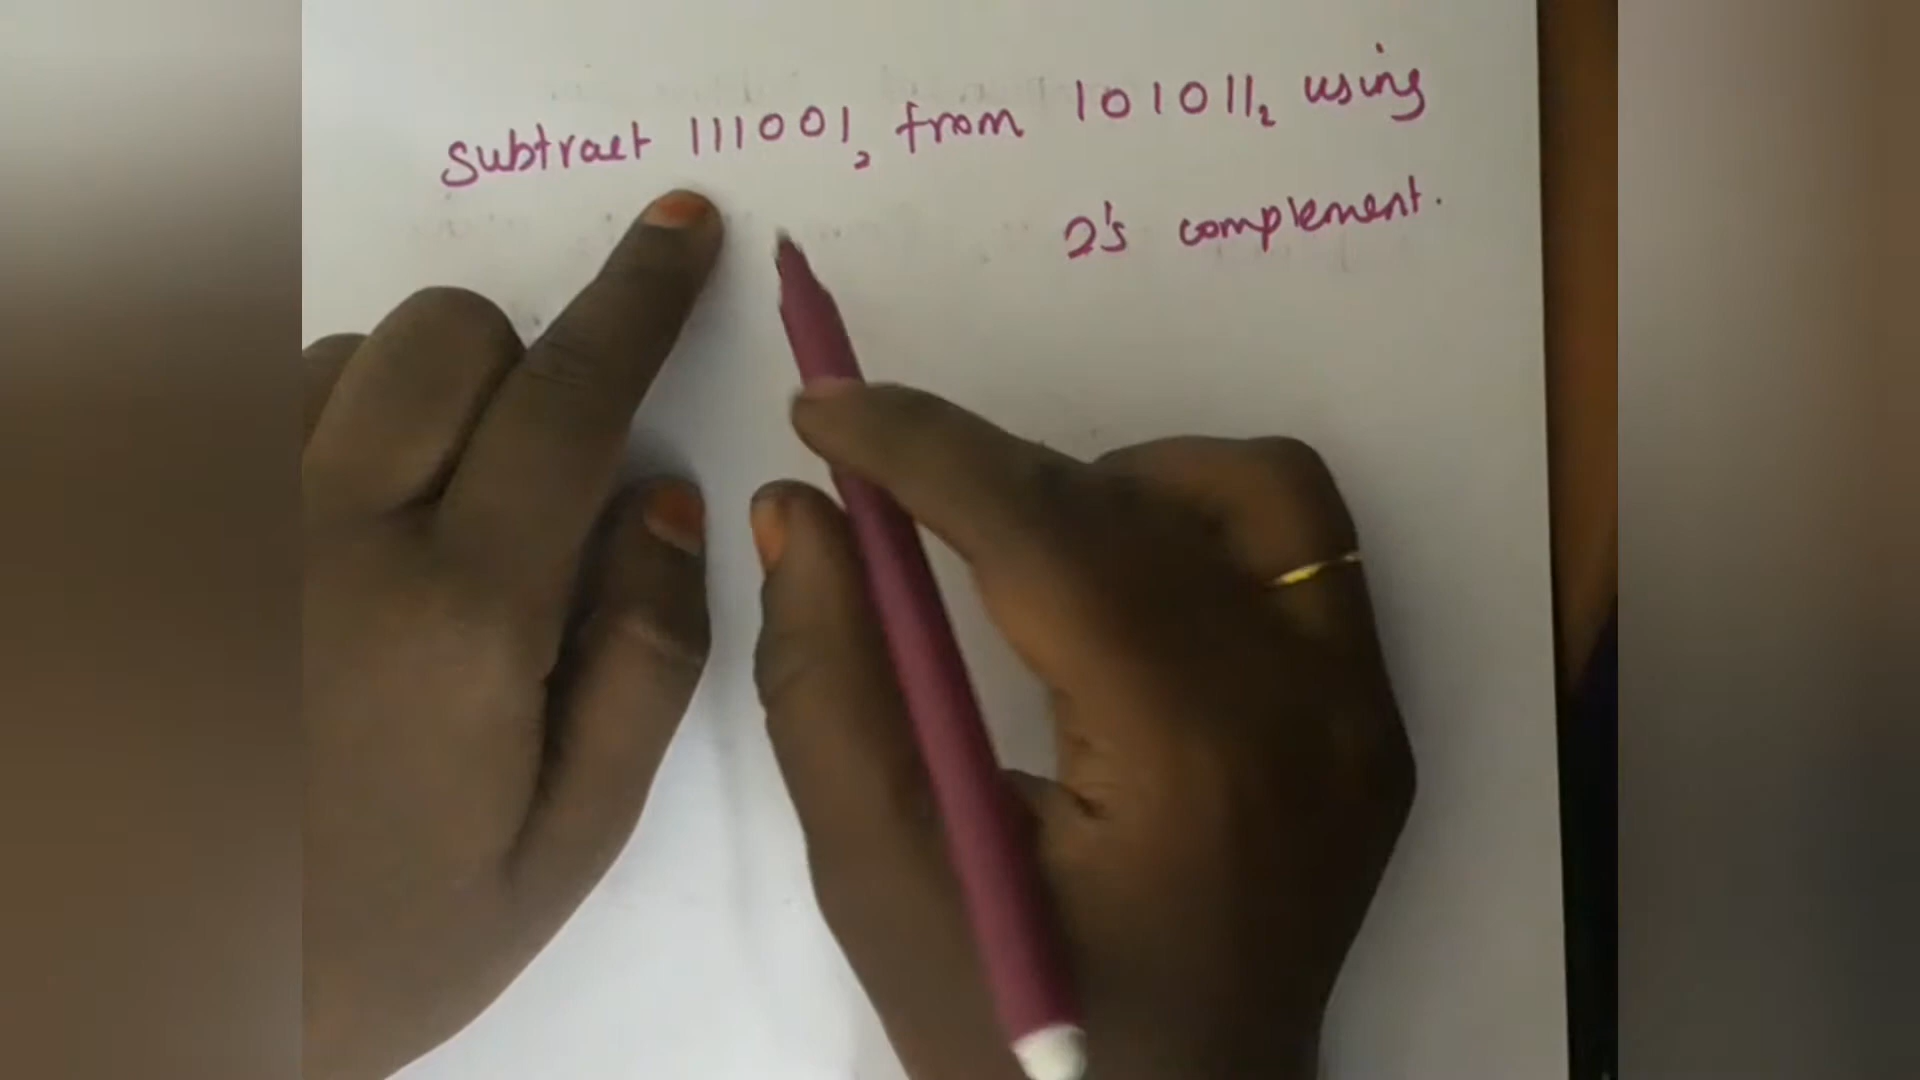 Subtract 111001₂ from 101011₂ using
2's complement.